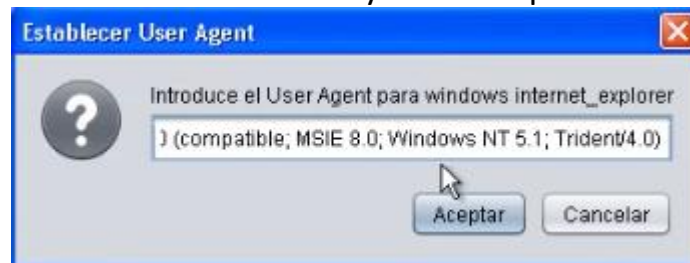 Establecer User Agent
Introduce el User Agent para windows internet_explorer
(compatible; MSIE 8.0; Windows NT 5.1; Trident/4.0)
Aceptar Cancelar